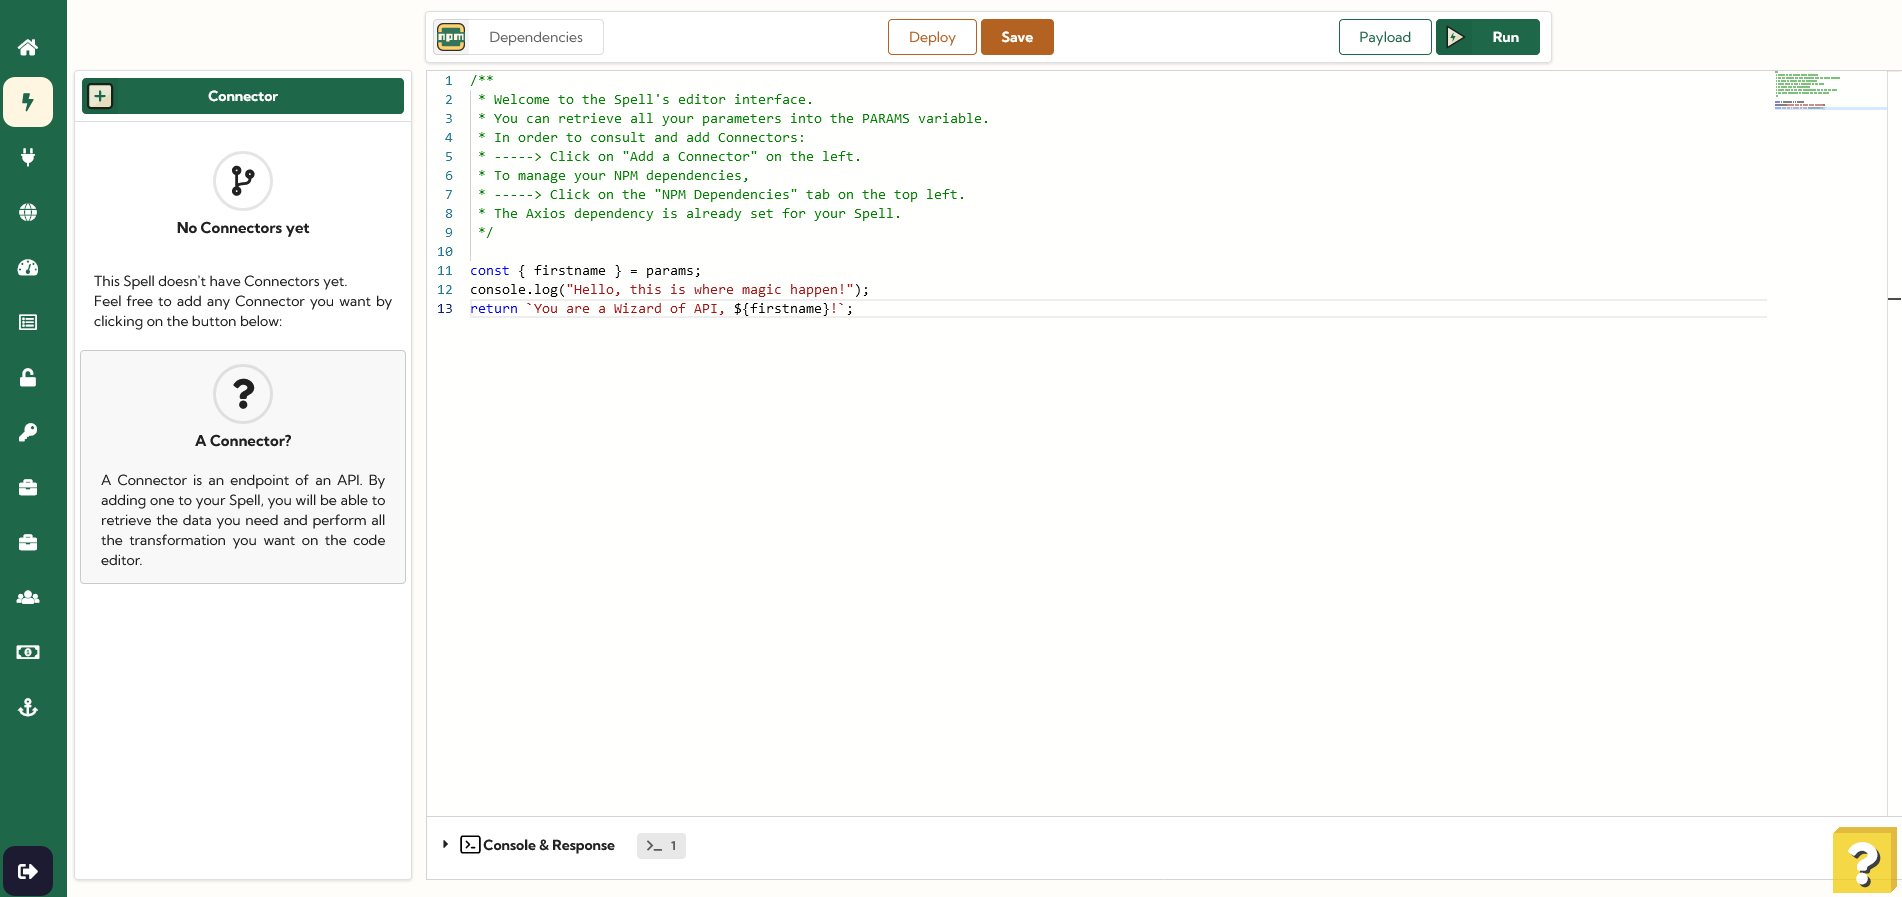 npm Dependencies
Deploy
Save
Payload
Run
+ Connector
No Connectors yet
This Spell doesn't have Connectors yet.
Feel free to add any Connector you want by
clicking on the button below:
?
A Connector?
A Connector is an endpoint of an API. By
adding one to your Spell, you will be able to
retrieve the data you need and perform all
the transformation you want on the code
editor.
1 /**
2 * Welcome to the Spell's editor interface.
3 * You can retrieve all your parameters into the PARAMS variable.
4 * In order to consult and add Connectors:
5 * -----> Click on "Add a Connector" on the left.
6 * To manage your NPM dependencies,
7 * -----> Click on the "NPM Dependencies" tab on the top left.
8 * The Axios dependency is already set for your Spell.
9 */
10
11 const { firstname } = params;
12 console.log("Hello, this is where magic happen!");
13 return `You are a Wizard of API, ${firstname}!`;
Console & Response
>_ 1
?